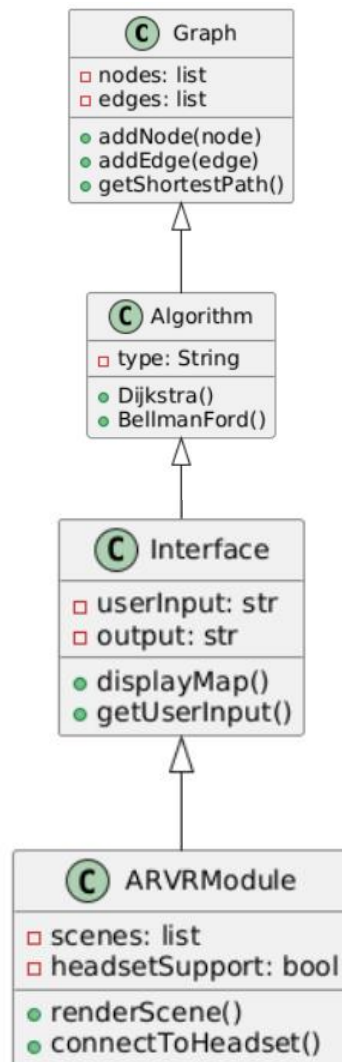 C Graph
nodes: list
edges: list
addNode(node)
addEdge(edge)
getShortestPath()
C Algorithm
type: String
Dijkstra()
BellmanFord()
C Interface
userInput: str
output: str
displayMap()
getUserInput()
C ARVRModule
scenes: list
headsetSupport: bool
renderScene()
connectToHeadset()